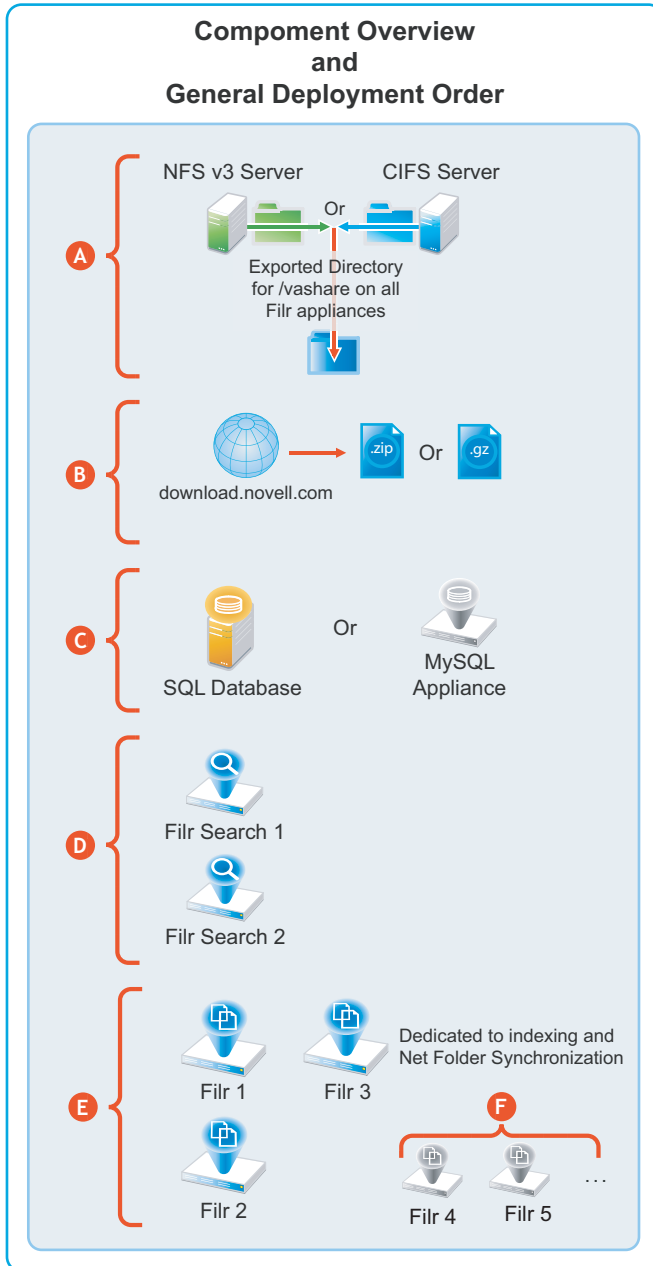 Compoment Overview
and
General Deployment Order
NFS v3 Server
CIFS Server
Or
A
Exported Directory
for /vashare on all
Filr appliances
B
.zip
Or
.gz
download.novell.com
C
Or
SQL Database
MySQL
Appliance
D
Filr Search 1
Filr Search 2
E
Filr 1
Filr 3
Dedicated to indexing and
Net Folder Synchronization
F
Filr 2
Filr 4
Filr 5
...